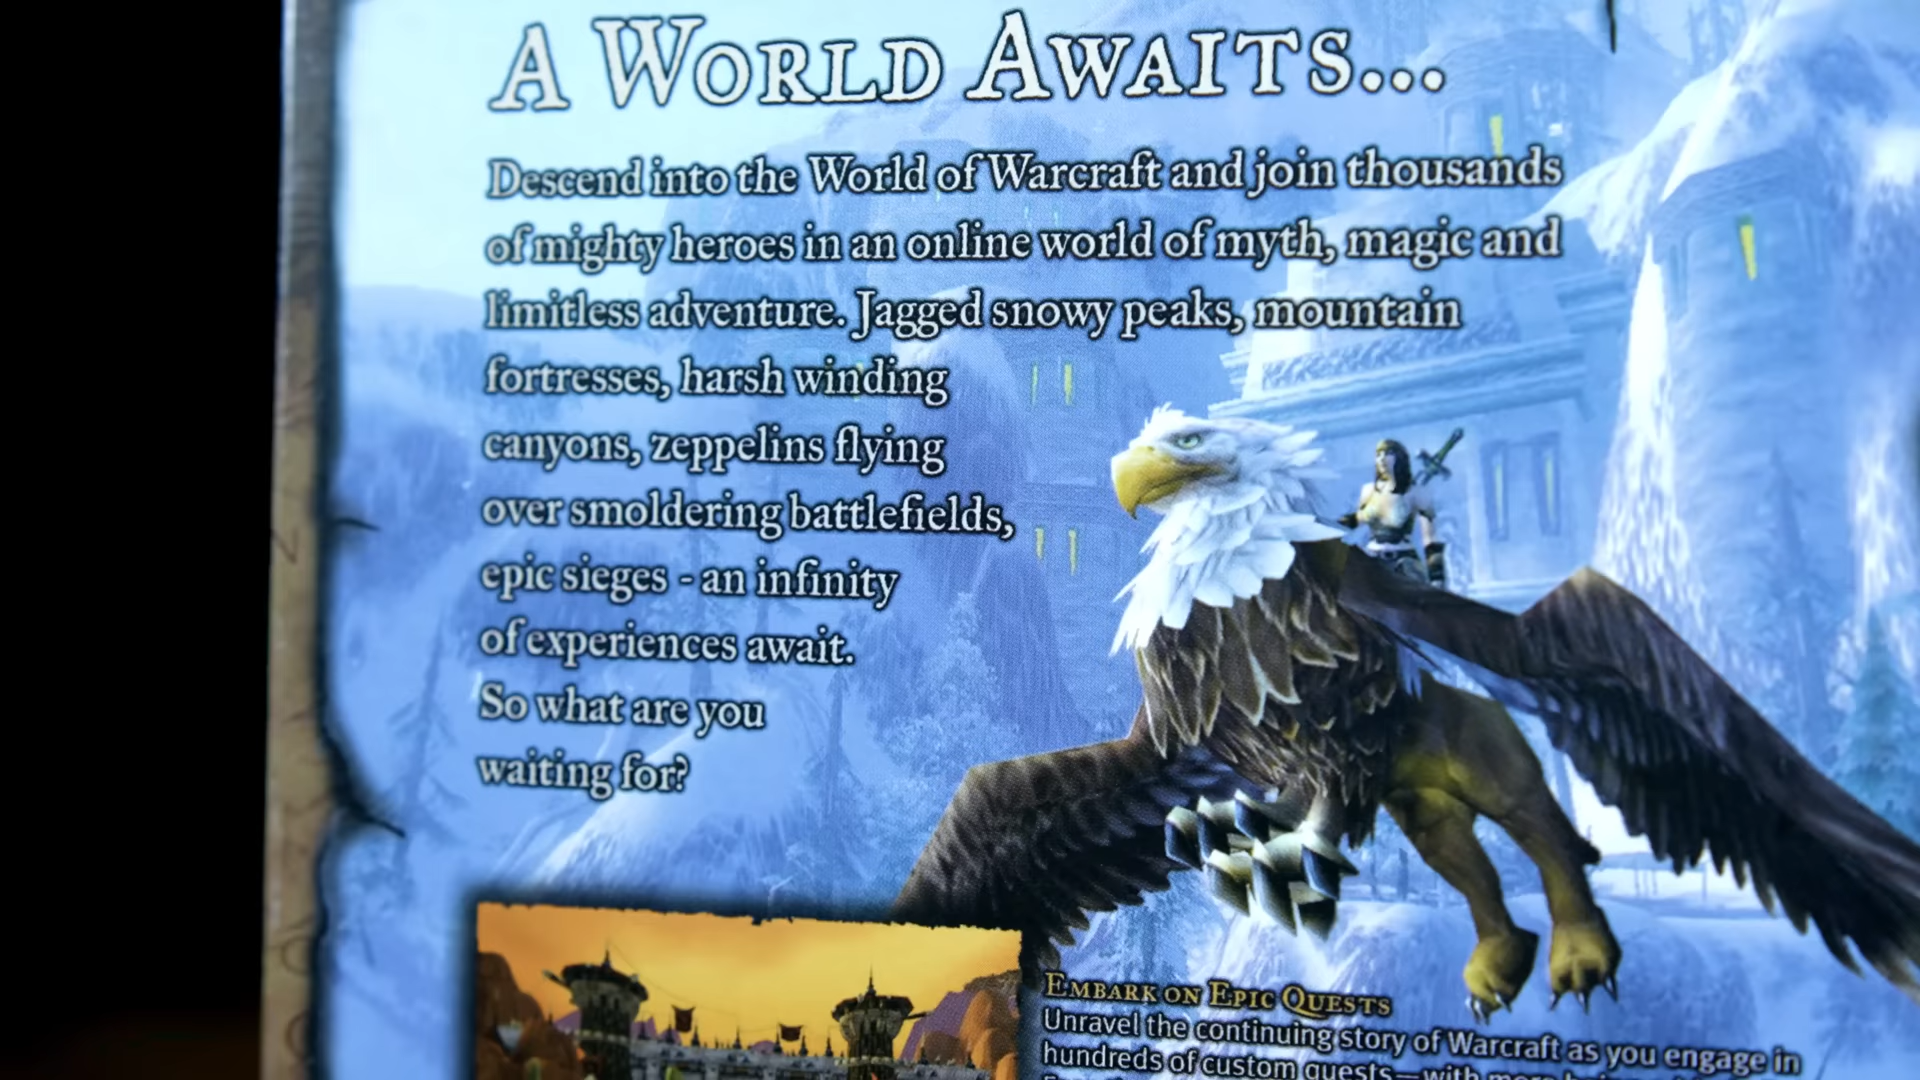 A World Awaits...
Descend into the World of Warcraft and join thousands
of mighty heroes in an online world of myth, magic and
limitless adventure. Jagged snowy peaks, mountain
fortresses, harsh winding
canyons, zeppelins flying
over smoldering battlefields,
epic sieges - an infinity
of experiences await.
So what are you
waiting for?
Embark on Epic Quests
Unravel the continuing story of Warcraft as you engage in
hundreds of custom quests—with more